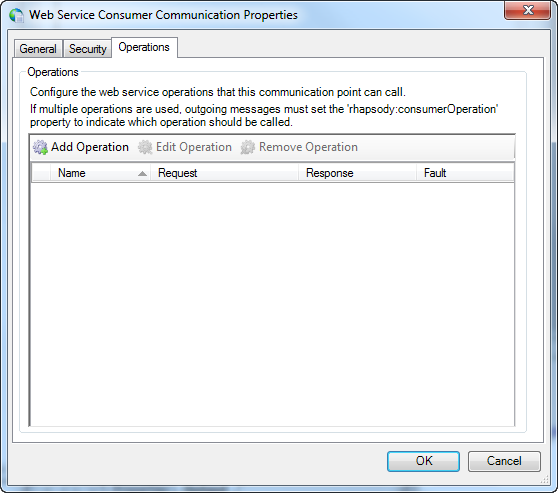 Web Service Consumer Communication Properties
General Security Operations
Operations
Configure the web service operations that this communication point can call.
If multiple operations are used, outgoing messages must set the 'rhapsody:consumerOperation'
property to indicate which operation should be called.
Add Operation Edit Operation Remove Operation
Name Request Response Fault
OK Cancel